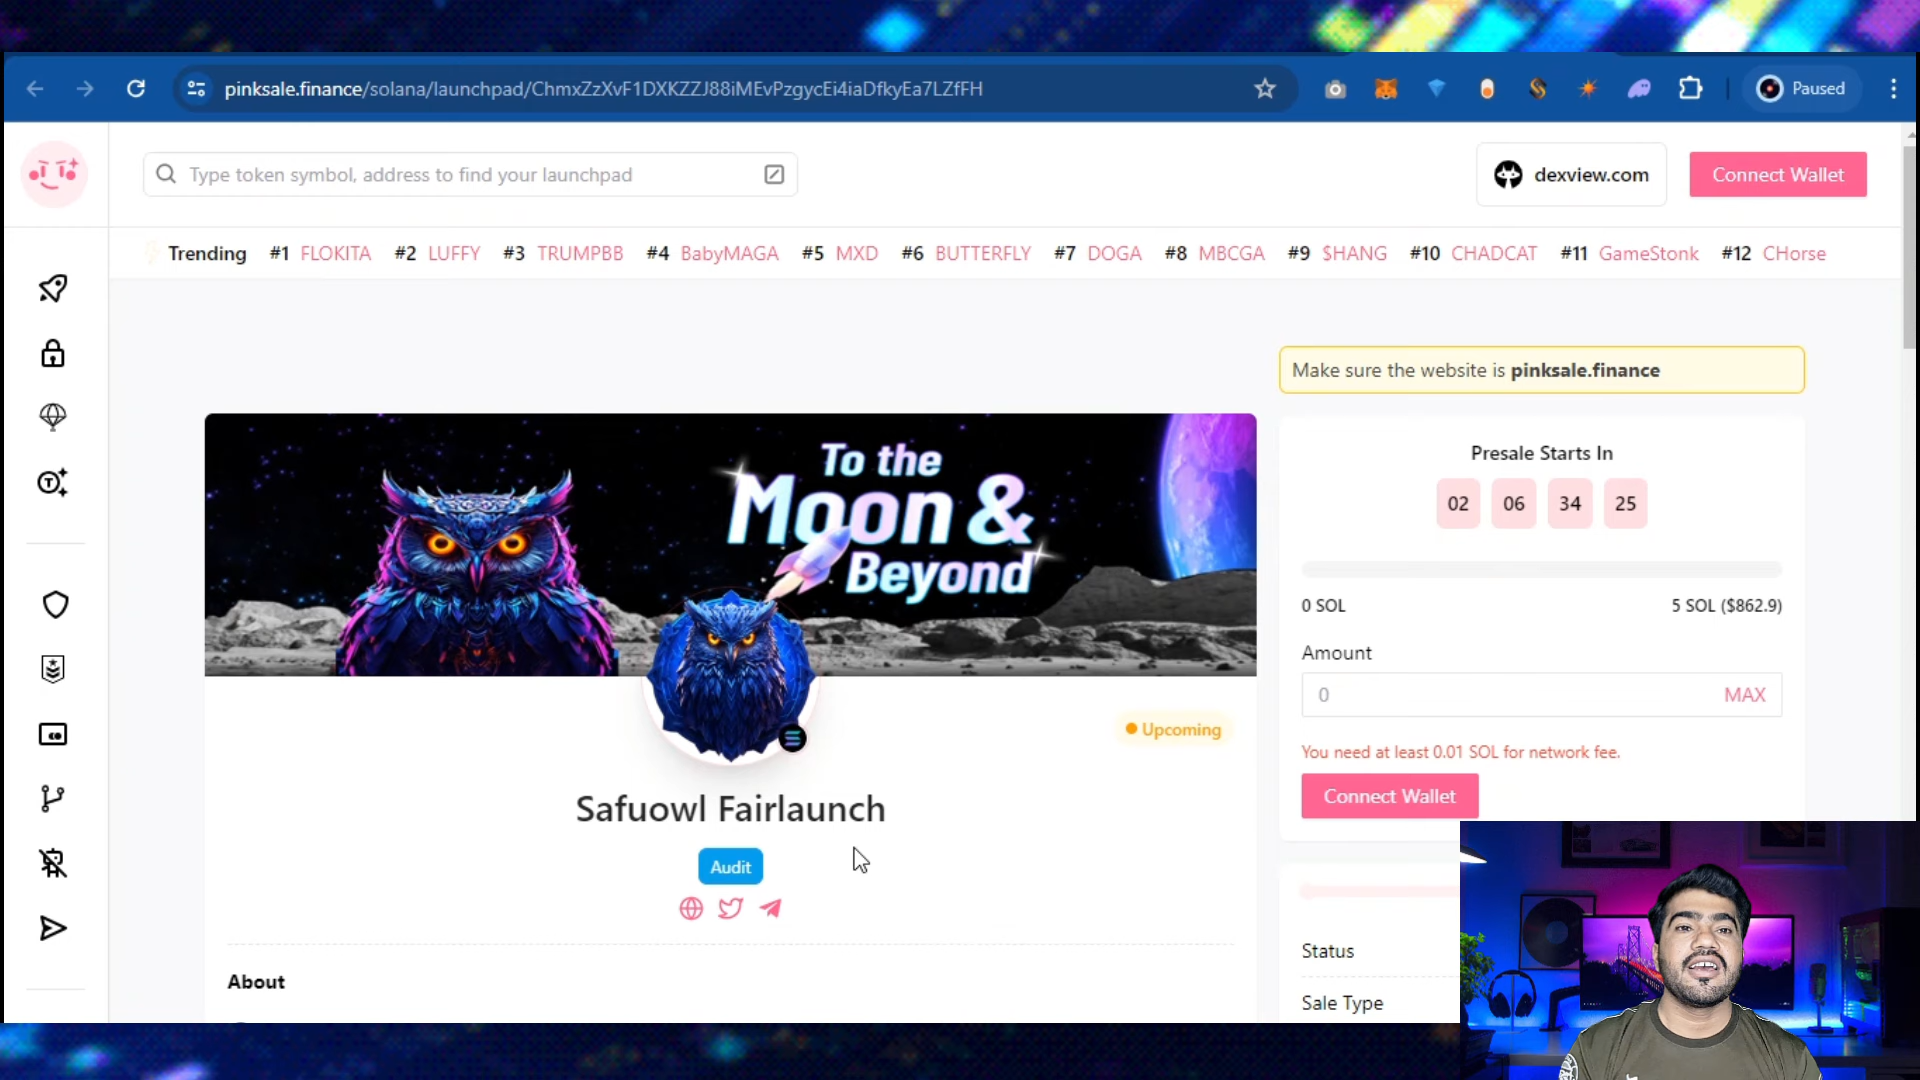 pinksale.finance/solana/launchpad/ChmxZzXvF1DXKZZJ88iMEvPzgycEi4iaDfkyEa7LZfFH
Paused
Type token symbol, address to find your launchpad
dexview.com
Connect Wallet
Trending #1 FLOKITA #2 LUFFY #3 TRUMPBB #4 BabyMAGA #5 MXD #6 BUTTERFLY #7 DOGA #8 MBCGA #9 $HANG #10 CHADCAT #11 GameStonk #12 CHorse
Make sure the website is pinksale.finance
To the
Moon &
Beyond
Presale Starts In
02 06 34 25
0 SOL 5 SOL ($862.9)
Amount
0 MAX
Upcoming
You need at least 0.01 SOL for network fee.
Connect Wallet
Safuowl Fairlaunch
Audit
About
Status
Sale Type